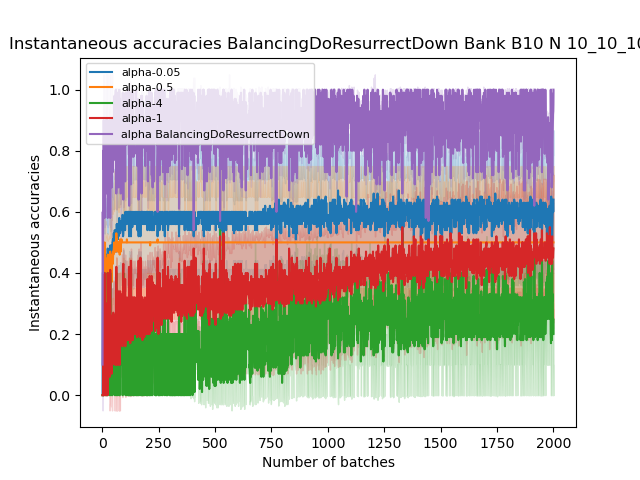 Instantaneous accuracies BalancingDoResurrectDown Bank B10 N 10_10_10
alpha-0.05
alpha-0.5
alpha-4
alpha-1
alpha BalancingDoResurrectDown
1.0
0.8
0.6
0.4
0.2
0.0
Instantaneous accuracies
0 250 500 750 1000 1250 1500 1750 2000
Number of batches